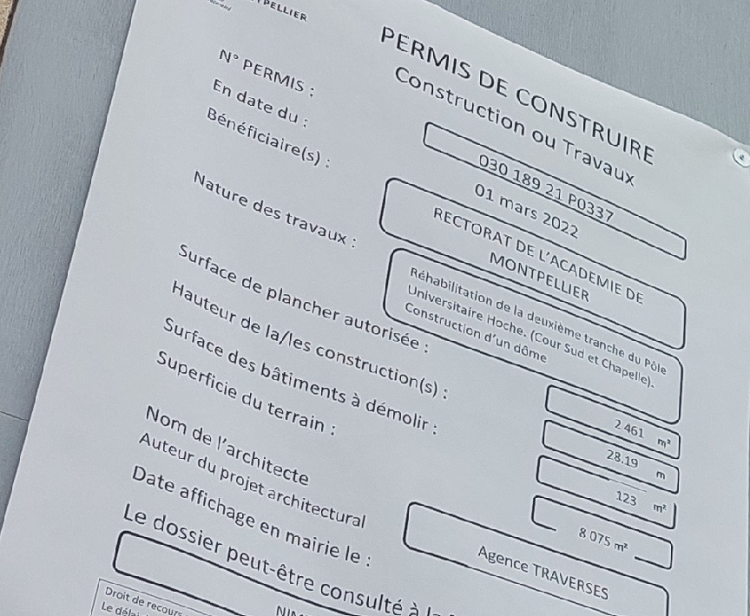 PELLIER
PERMIS DE CONSTRUIRE
Construction ou Travaux
N° PERMIS :
030 189 21 P0337
En date du :
01 mars 2022
Bénéficiaire(s) :
RECTORAT DE L'ACADEMIE DE
MONTPELLIER
Nature des travaux :
Réhabilitation de la deuxième tranche du Pôle
Universitaire Hoche. (Cour Sud et Chapelle).
Construction d'un dôme
Surface de plancher autorisée :
2 461 m²
Hauteur de la/les construction(s) :
28.19 m
Surface des bâtiments à démolir :
123 m²
Superficie du terrain :
8 075 m²
Nom de l'architecte
Auteur du projet architectural
Agence TRAVERSES
Date affichage en mairie le :
Le dossier peut-être consulté à
Droit de recours
Le